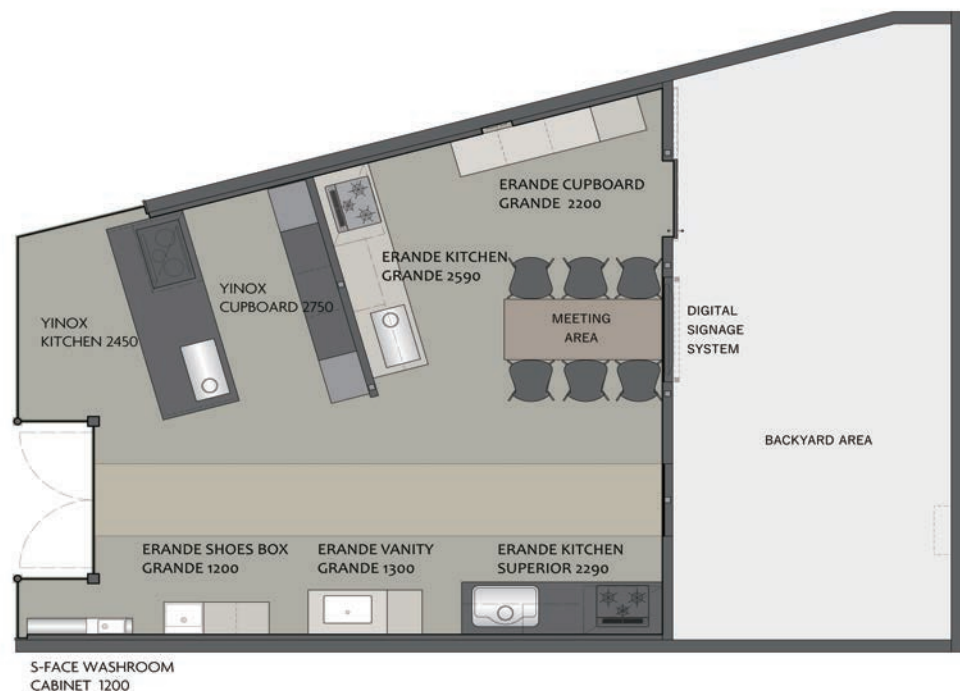 ERANDE CUPBOARD
GRANDE 2200
ERANDE KITCHEN
GRANDE 2590
YINOX
CUPBOARD 2750
YINOX
KITCHEN 2450
MEETING
AREA
DIGITAL
SIGNAGE
SYSTEM
BACKYARD AREA
ERANDE SHOES BOX
GRANDE 1200
ERANDE VANITY
GRANDE 1300
ERANDE KITCHEN
SUPERIOR 2290
S-FACE WASHROOM
CABINET 1200